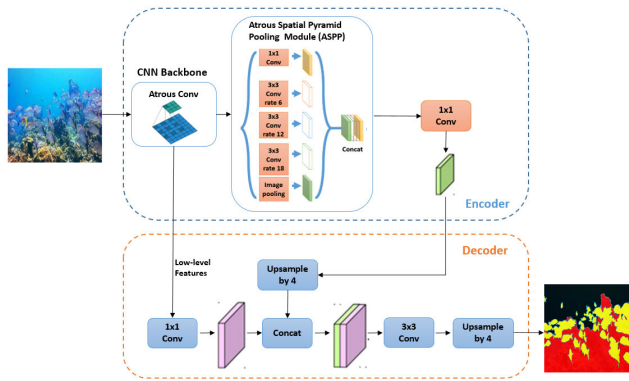 Atrous Spatial Pyramid
Pooling Module (ASPP)
CNN Backbone
Atrous Conv
1x1
Conv
3x3
Conv
rate 6
3x3
Conv
rate 12
3x3
Conv
rate 18
Image
pooling
Concat
1x1
Conv
Encoder
Decoder
Low-level
Features
Upsample
by 4
1x1
Conv
Concat
3x3
Conv
Upsample
by 4